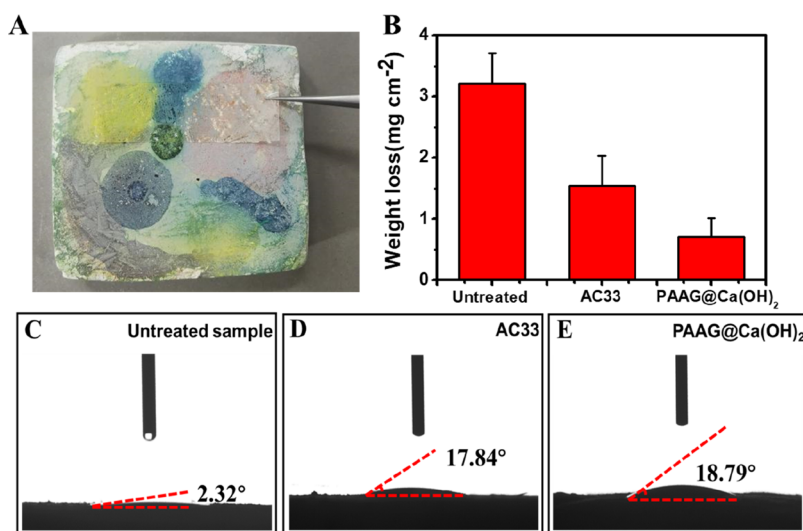 A
B
Weight loss(mg cm⁻²)
4
3
2
1
0
Untreated
AC33
PAAG@Ca(OH)₂
C
Untreated sample
2.32°
D
AC33
17.84°
E
PAAG@Ca(OH)₂
18.79°